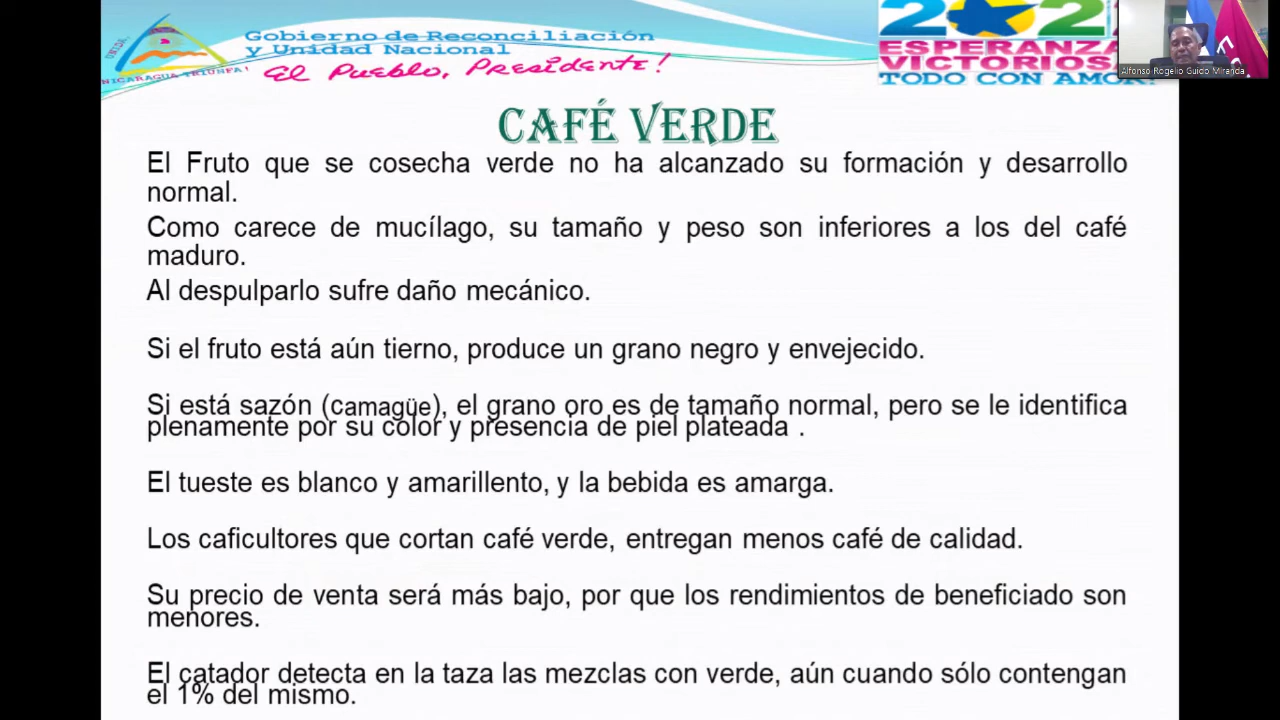 Gobierno de Reconciliación
y Unidad Nacional
El Pueblo, Presidente!
UNIDA,
NICARAGUA TRIUNFA!
ESPERANZA
VICTORIOS
TODO CON AMOR!
Alfonso Rogelio Guido Miranda
CAFÉ VERDE
El Fruto que se cosecha verde no ha alcanzado su formación y desarrollo
normal.
Como carece de mucílago, su tamaño y peso son inferiores a los del café
maduro.
Al despulparlo sufre daño mecánico.
Si el fruto está aún tierno, produce un grano negro y envejecido.
Si está sazón (camagüe), el grano oro es de tamaño normal, pero se le identifica
plenamente por su color y presencia de piel plateada .
El tueste es blanco y amarillento, y la bebida es amarga.
Los caficultores que cortan café verde, entregan menos café de calidad.
Su precio de venta será más bajo, por que los rendimientos de beneficiado son
menores.
El catador detecta en la taza las mezclas con verde, aún cuando sólo contengan
el 1% del mismo.